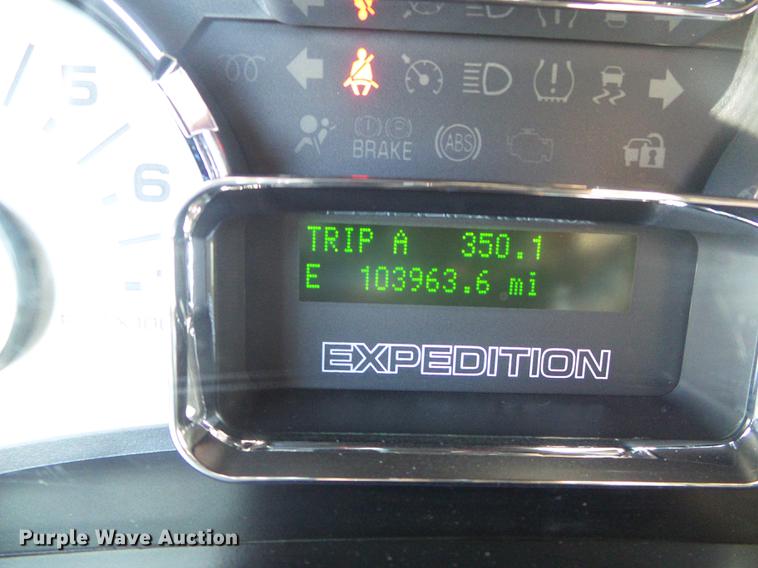 5
6
ABS
BRAKE
TRIP A 350.1
E 103963.6 mi
EXPEDITION
Purple Wave Auction